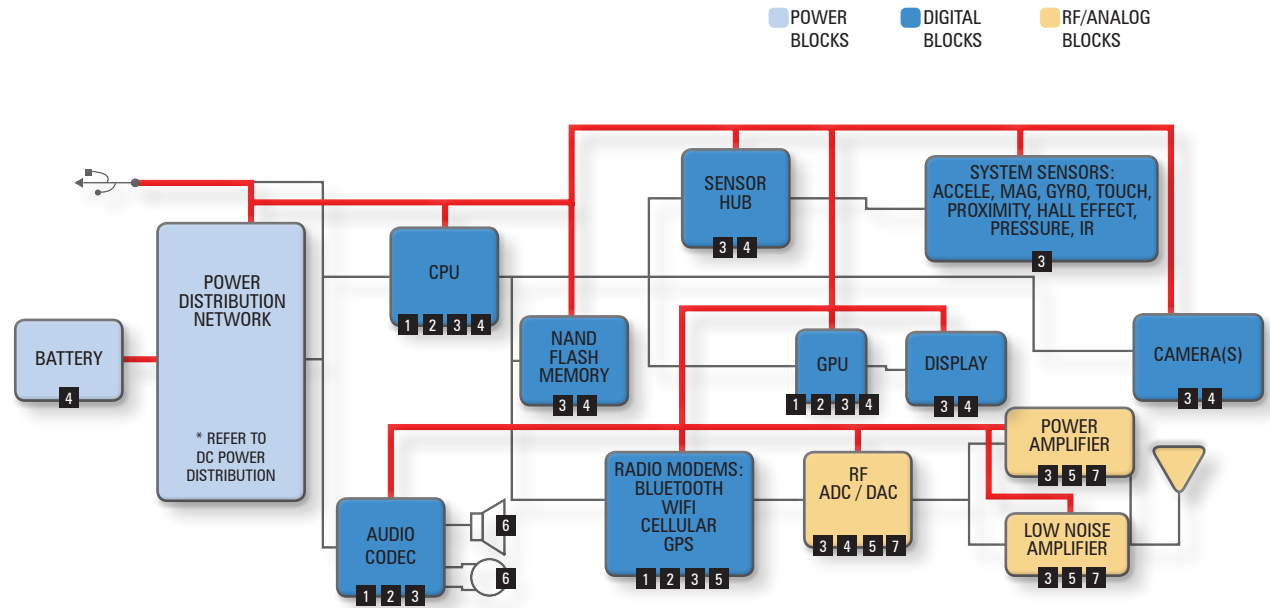 POWER
BLOCKS
DIGITAL
BLOCKS
RF/ANALOG
BLOCKS
SENSOR
HUB
3 4
SYSTEM SENSORS:
ACCELE, MAG, GYRO, TOUCH,
PROXIMITY, HALL EFFECT,
PRESSURE, IR
3
POWER
DISTRIBUTION
NETWORK
* REFER TO
DC POWER
DISTRIBUTION
CPU
1 2 3 4
BATTERY
4
NAND
FLASH
MEMORY
3 4
GPU
1 2 3 4
DISPLAY
3 4
CAMERA(S)
3 4
POWER
AMPLIFIER
3 5 7
RADIO MODEMS:
BLUETOOTH
WIFI
CELLULAR
GPS
1 2 3 5
RF
ADC / DAC
3 4 5 7
LOW NOISE
AMPLIFIER
3 5 7
AUDIO
CODEC
1 2 3
6
6